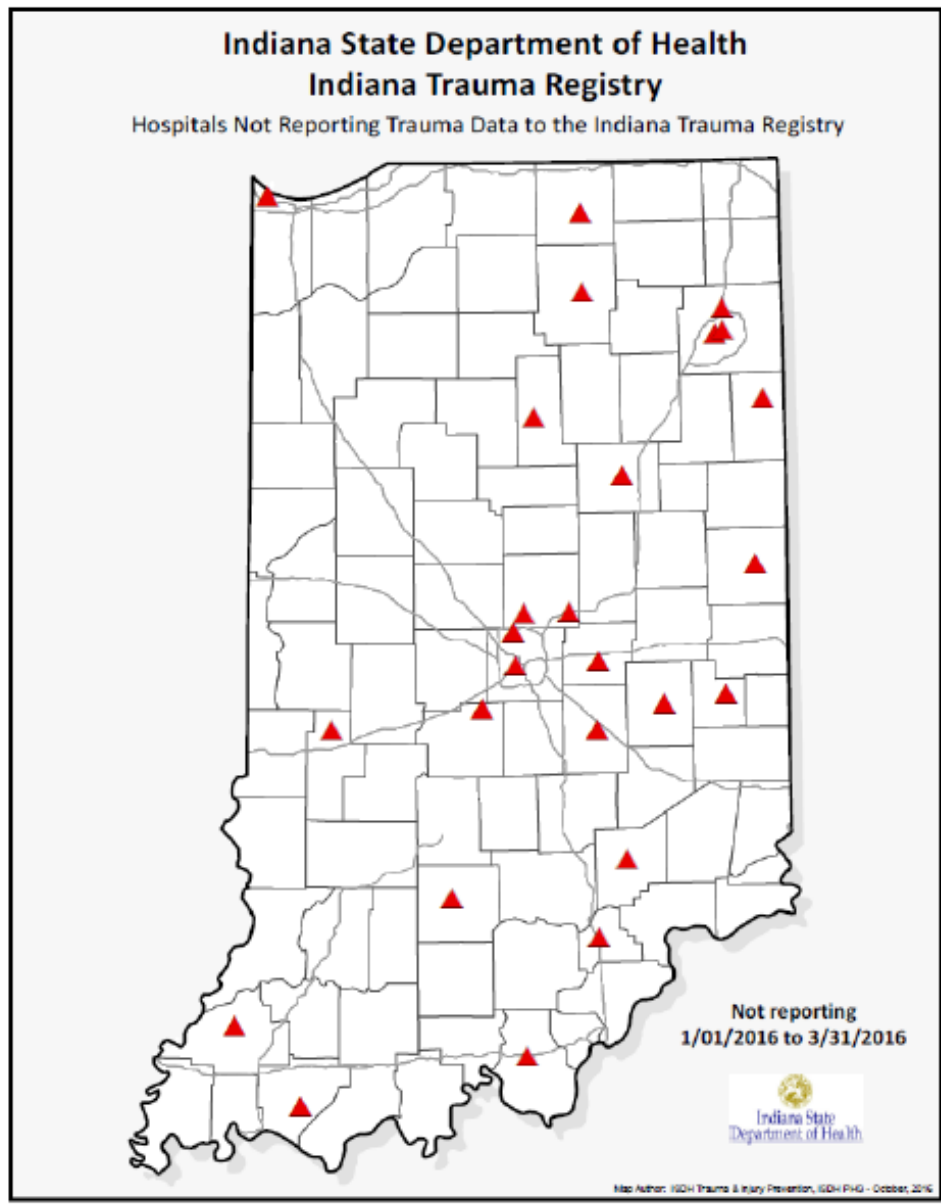 Indiana State Department of Health
Indiana Trauma Registry
Hospitals Not Reporting Trauma Data to the Indiana Trauma Registry
Not reporting
1/01/2016 to 3/31/2016
Indiana State
Department of Health
Map Author: ISDH Trauma & Injury Prevention, ISDH PHG - October, 2016